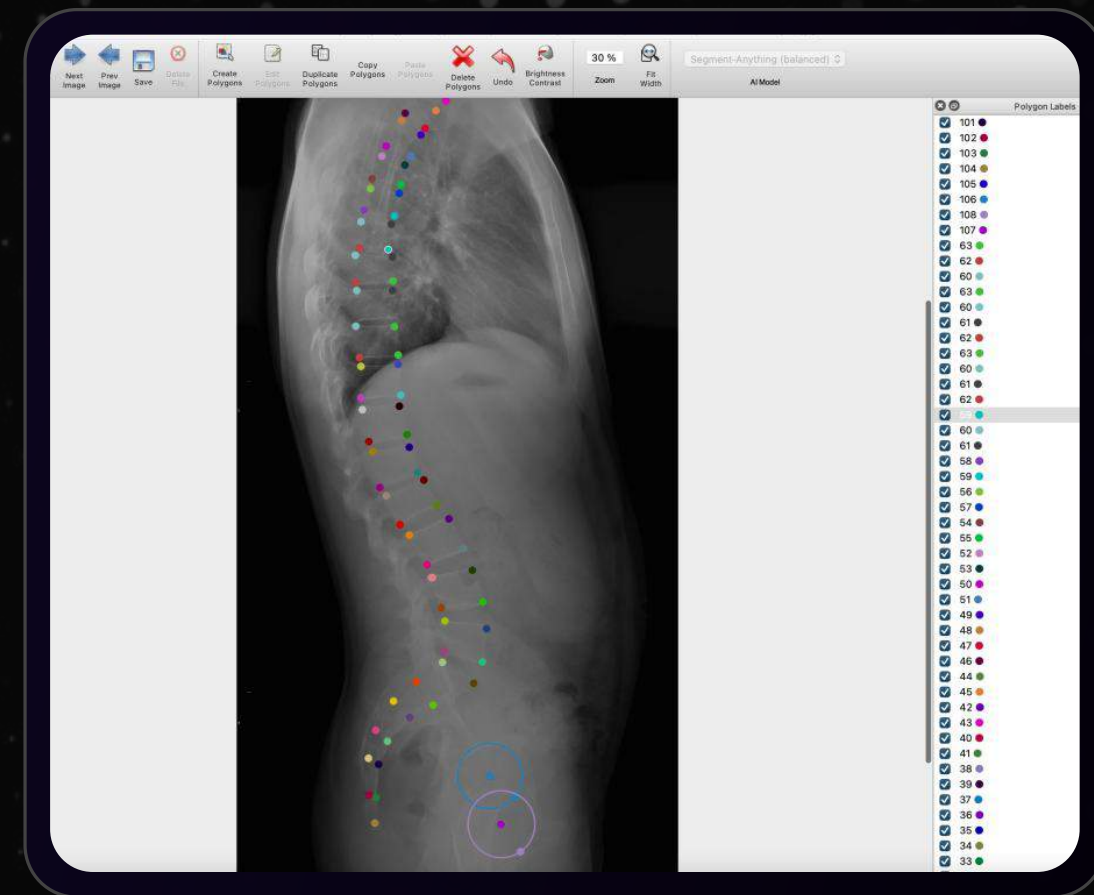 Next Image
Prev Image
Save
Delete File
Create Polygons
Edit Polygons
Duplicate Polygons
Copy Polygons
Paste Polygons
Delete Polygons
Undo
Brightness Contrast
30 %
Zoom
Fit Width
Segment-Anything (balanced)
AI Model
Polygon Labels
101
102
103
104
105
106
108
107
63
62
60
63
60
61
62
63
60
61
62
59
60
61
58
59
56
57
54
55
52
53
50
51
49
48
47
46
44
45
42
43
40
41
38
39
37
36
35
34
33